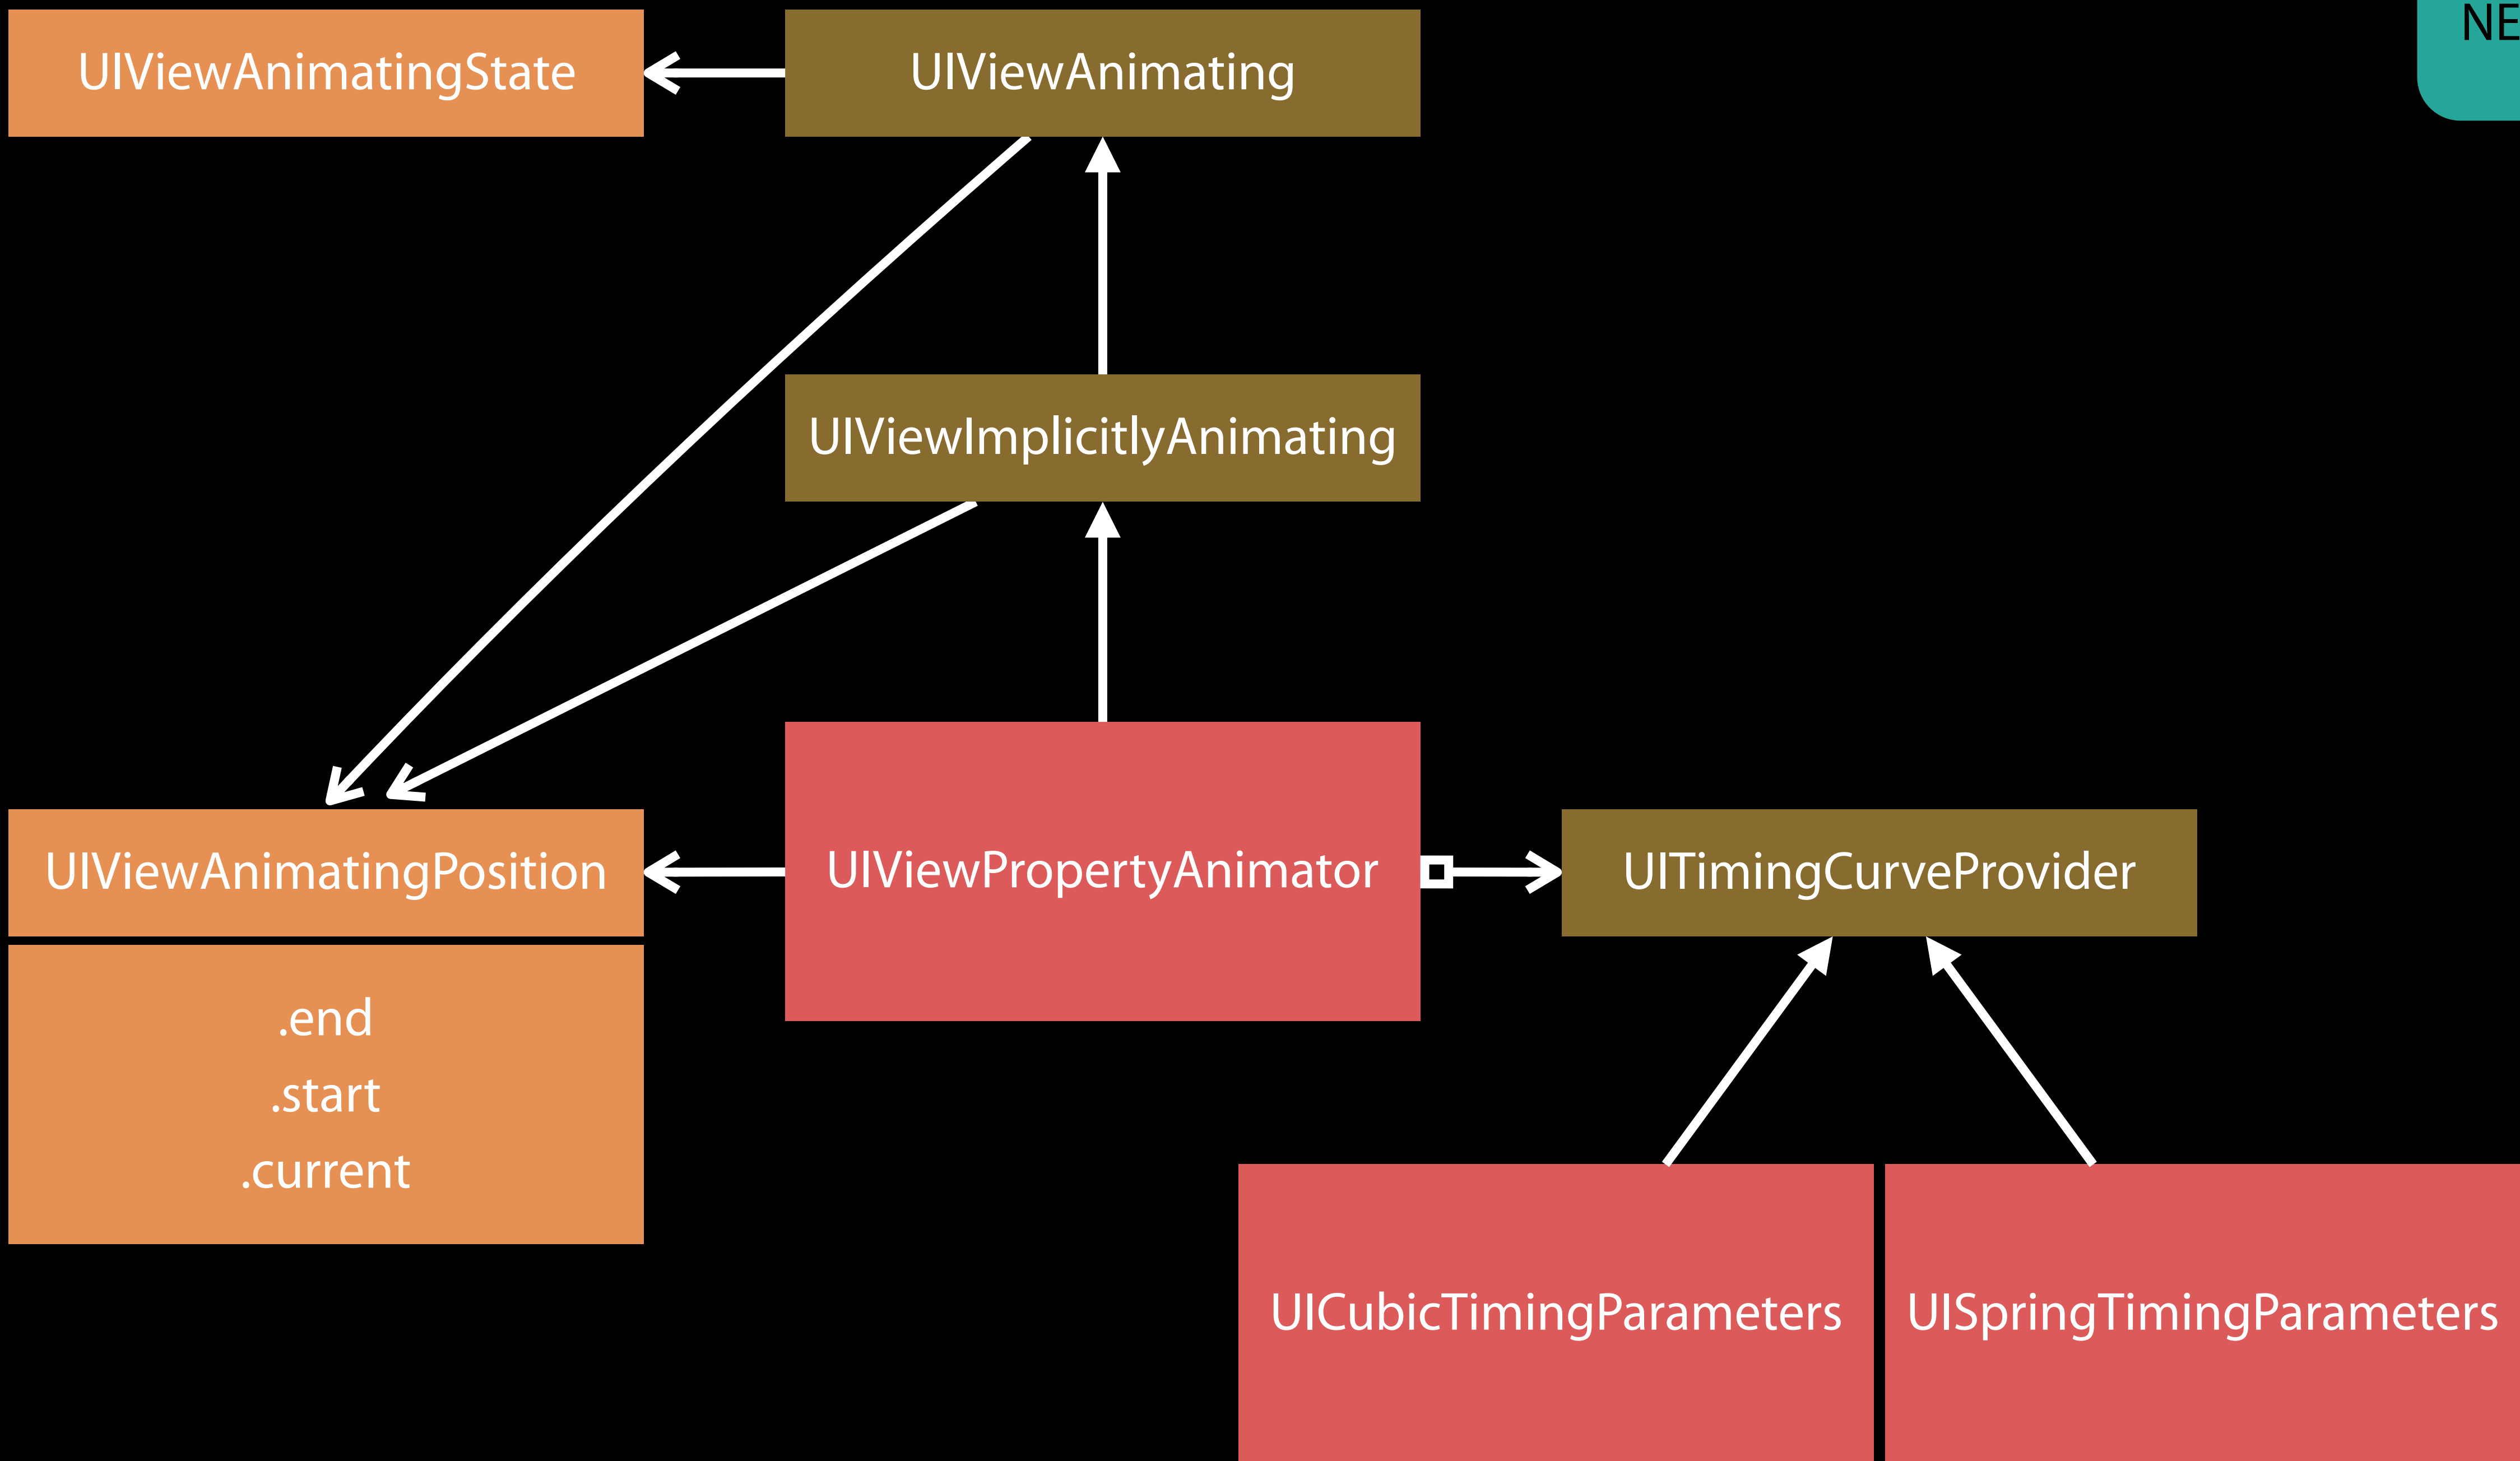 UIViewAnimatingState
UIViewAnimating
UIViewImplicitlyAnimating
UIViewAnimatingPosition
.end
.start
.current
UIViewPropertyAnimator
UITimingCurveProvider
UICubicTimingParameters
UISpringTimingParameters